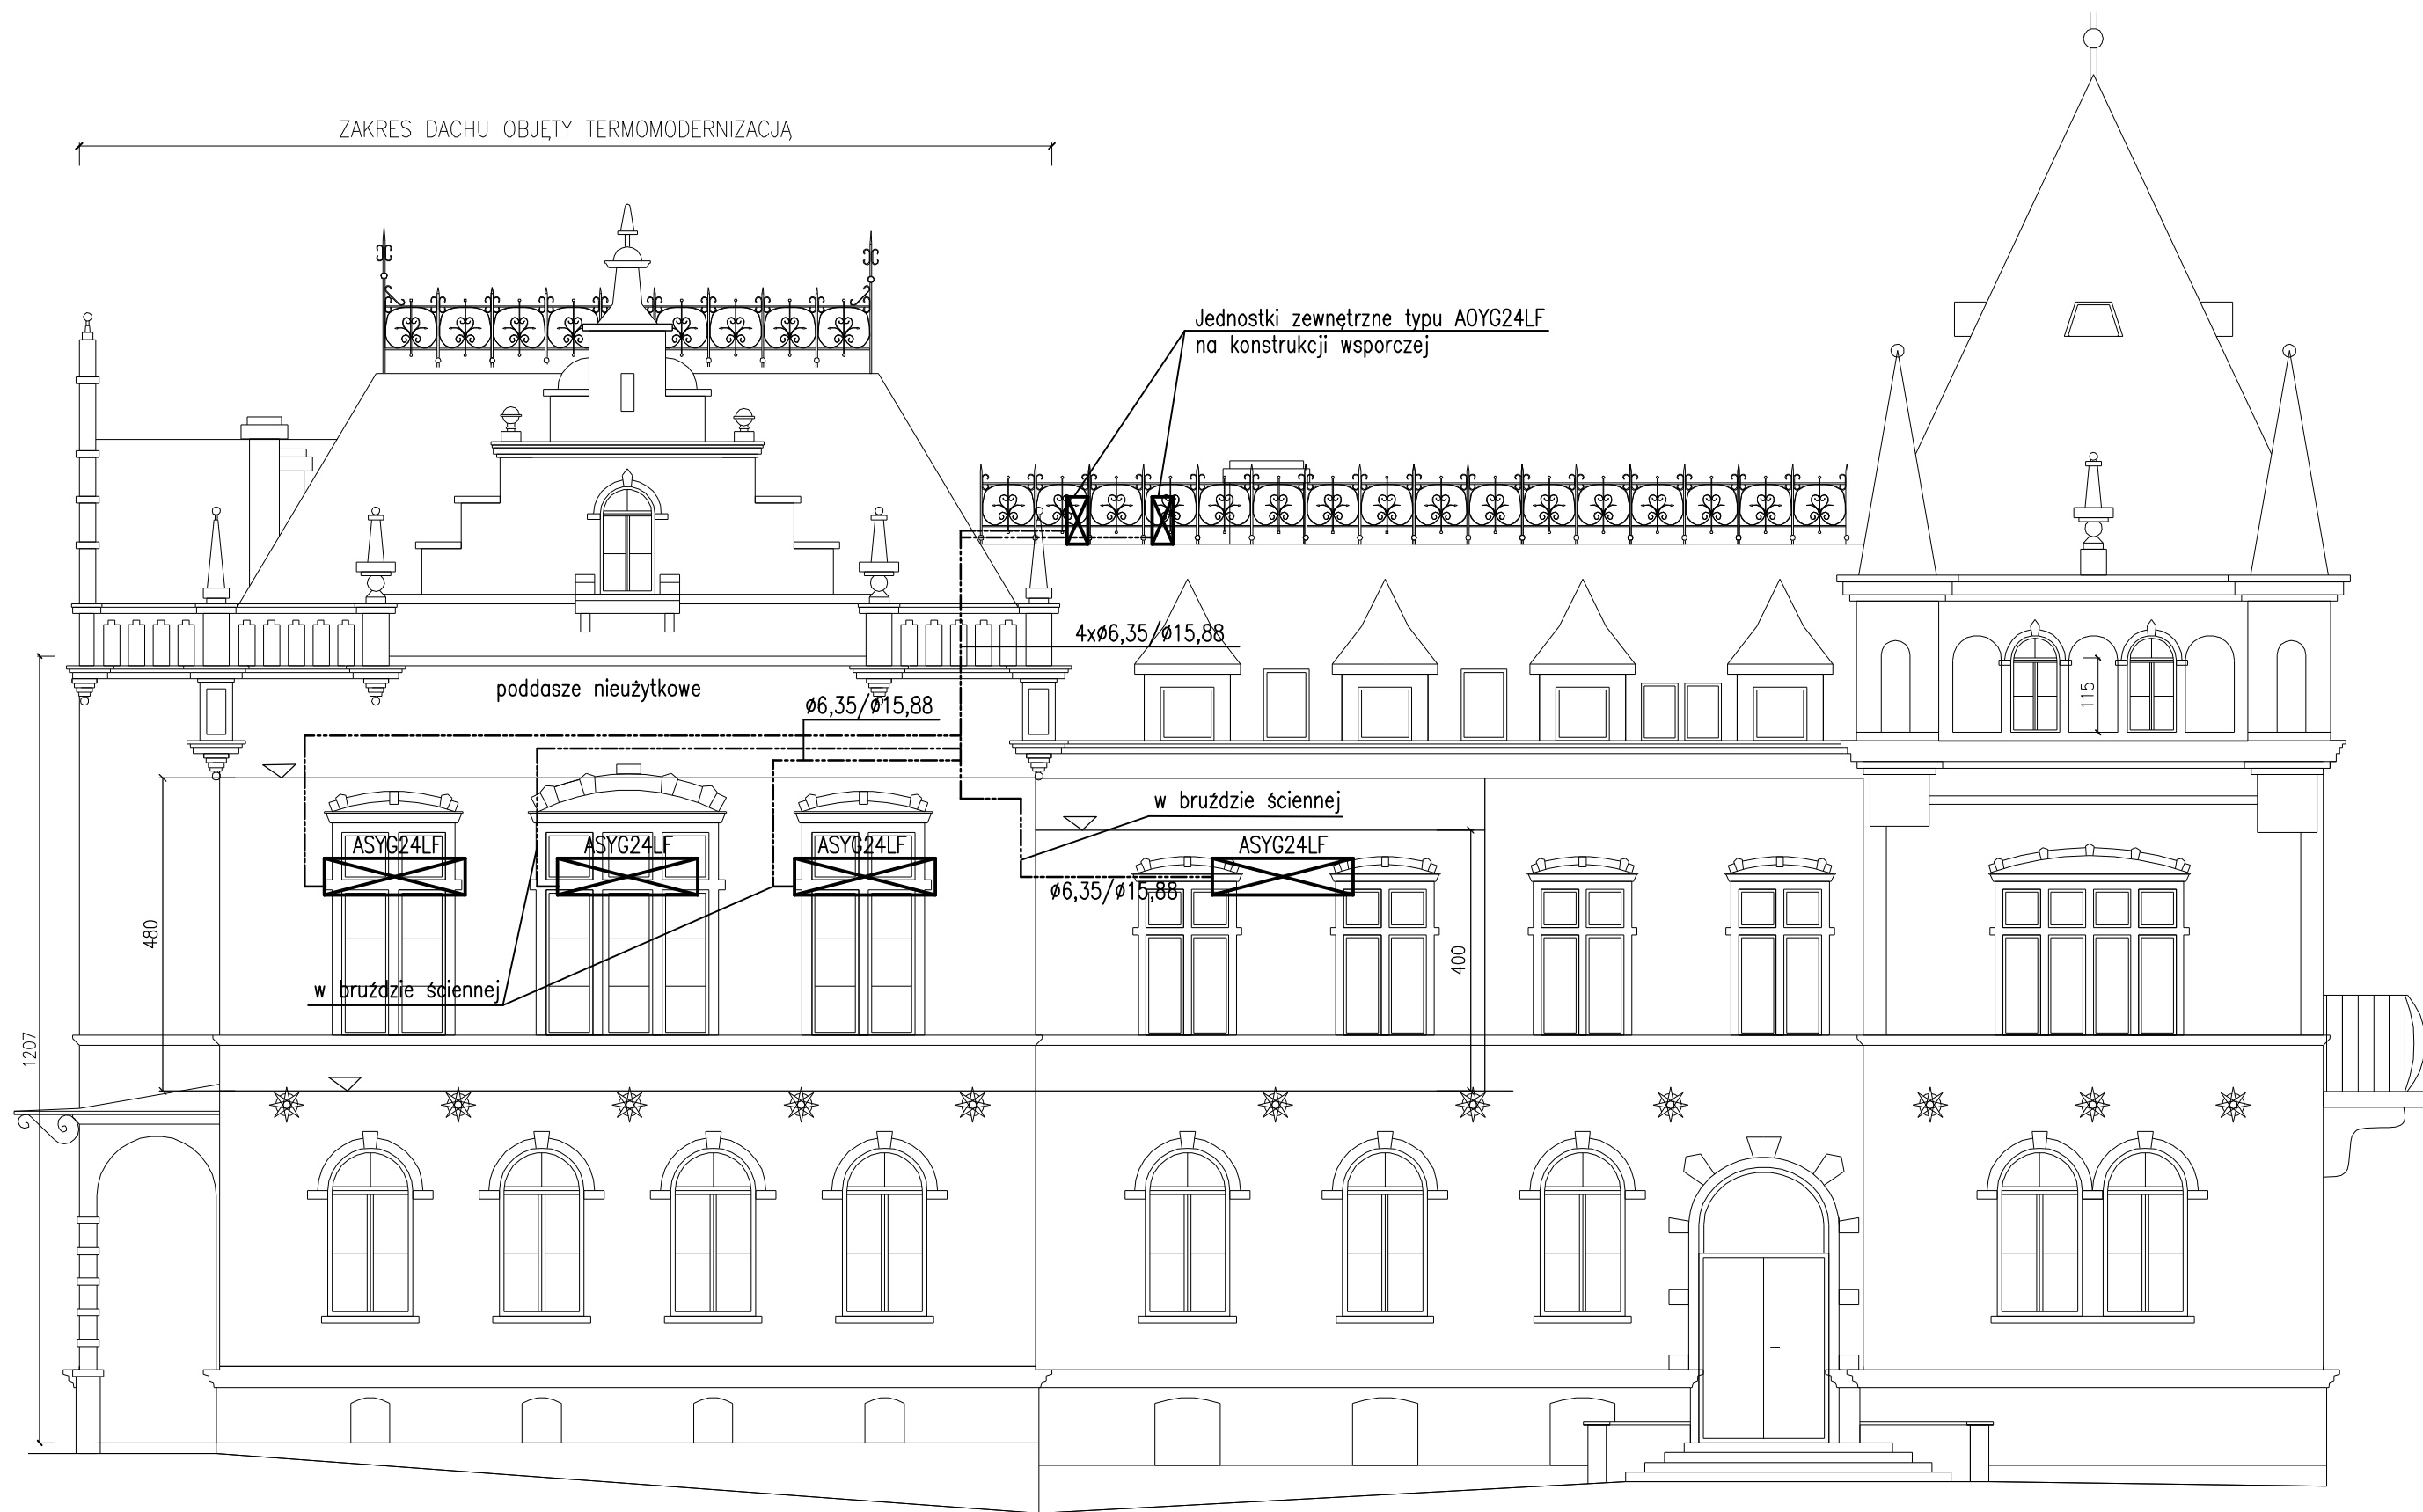 ZAKRES DACHU OBJĘTY TERMOMODERNIZACJĄ
Jednostki zewnętrzne typu AOYG24LF
na konstrukcji wsporczej
4xø6,35/ø15,88
poddasze nieużytkowe
ø6,35/ø15,88
115
w bruździe ściennej
ASYG24LF
ASYG24LF
ASYG24LF
ASYG24LF
ø6,35/ø15,88
480
400
w bruździe ściennej
1207